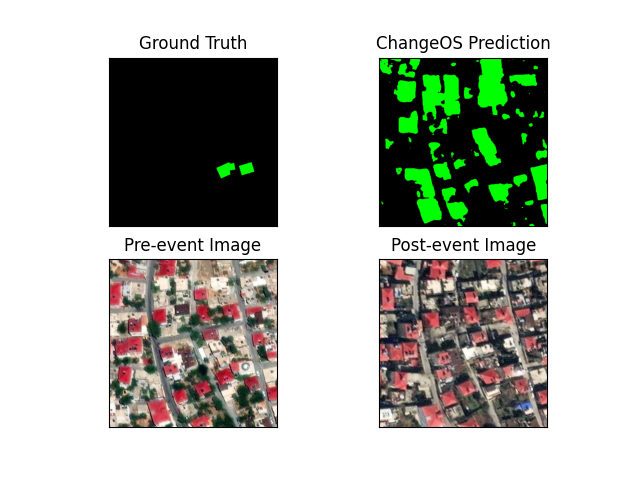 Ground Truth
ChangeOS Prediction
Pre-event Image
Post-event Image